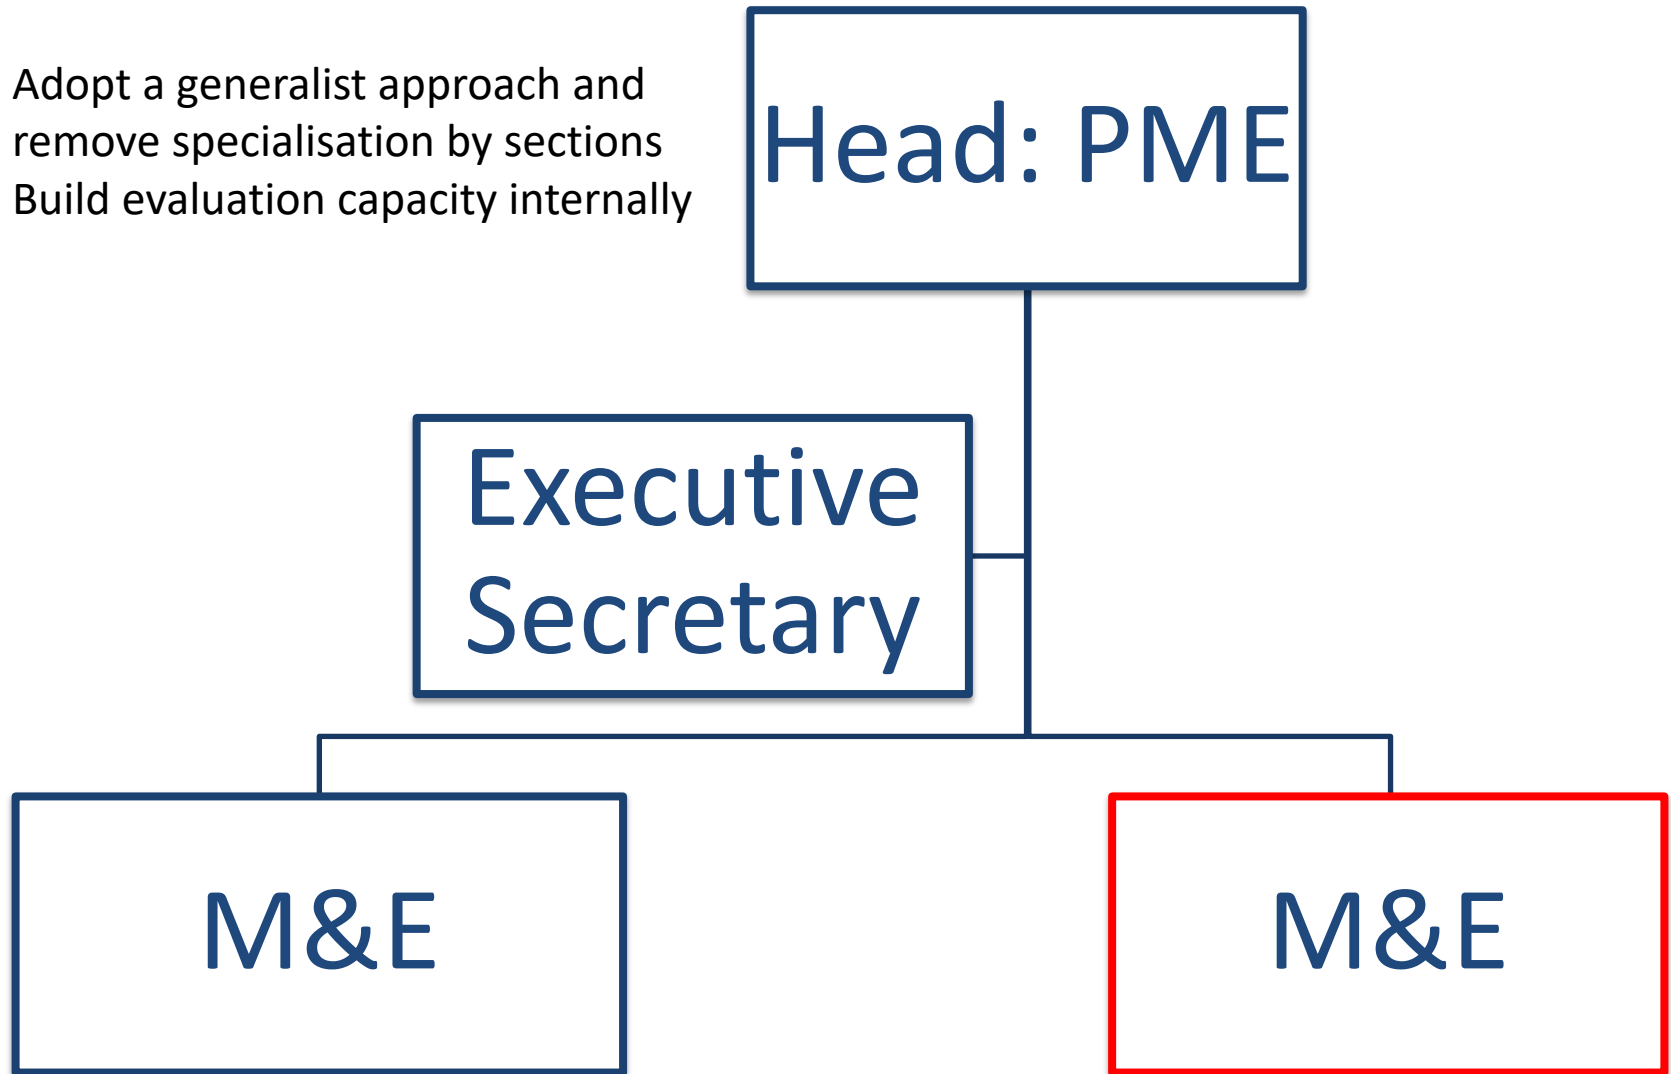 Adopt a generalist approach and
remove specialisation by sections
Build evaluation capacity internally
Head: PME
Executive
Secretary
M&E
M&E